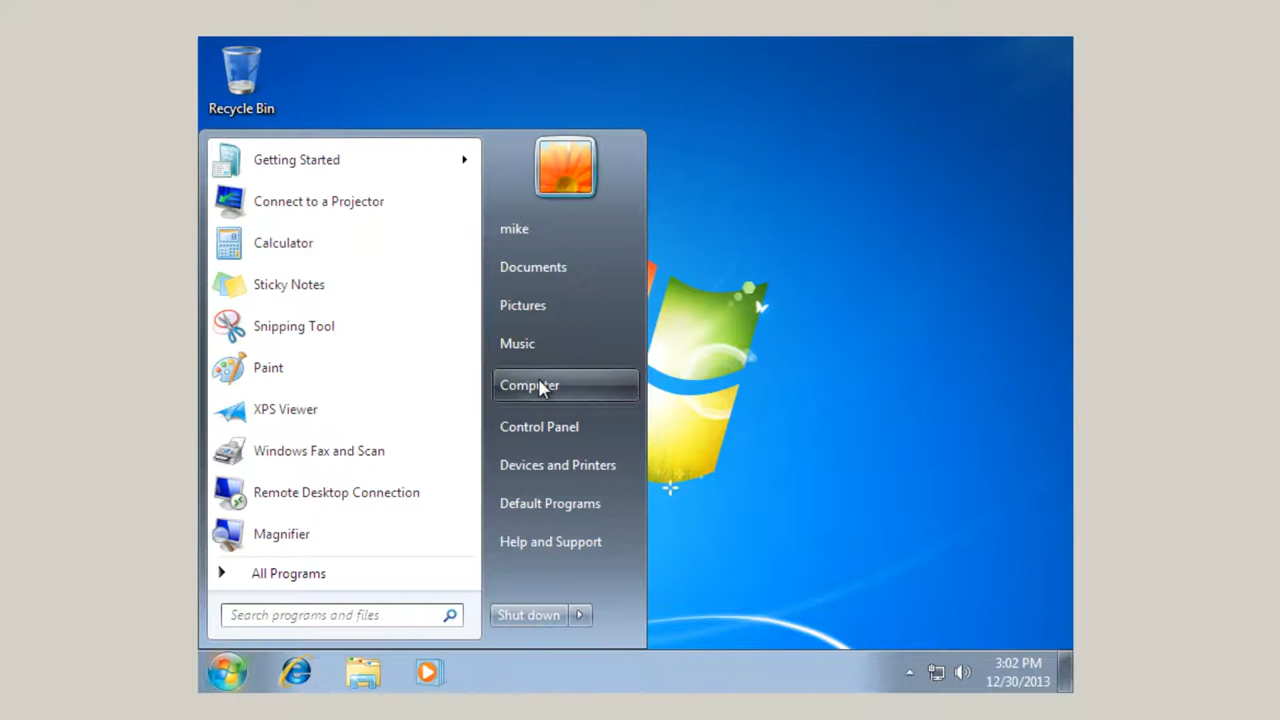 Recycle Bin
Getting Started
Connect to a Projector
Calculator
Sticky Notes
Snipping Tool
Paint
XPS Viewer
Windows Fax and Scan
Remote Desktop Connection
Magnifier
All Programs
Search programs and files
mike
Documents
Pictures
Music
Computer
Control Panel
Devices and Printers
Default Programs
Help and Support
Shut down
3:02 PM
12/30/2013